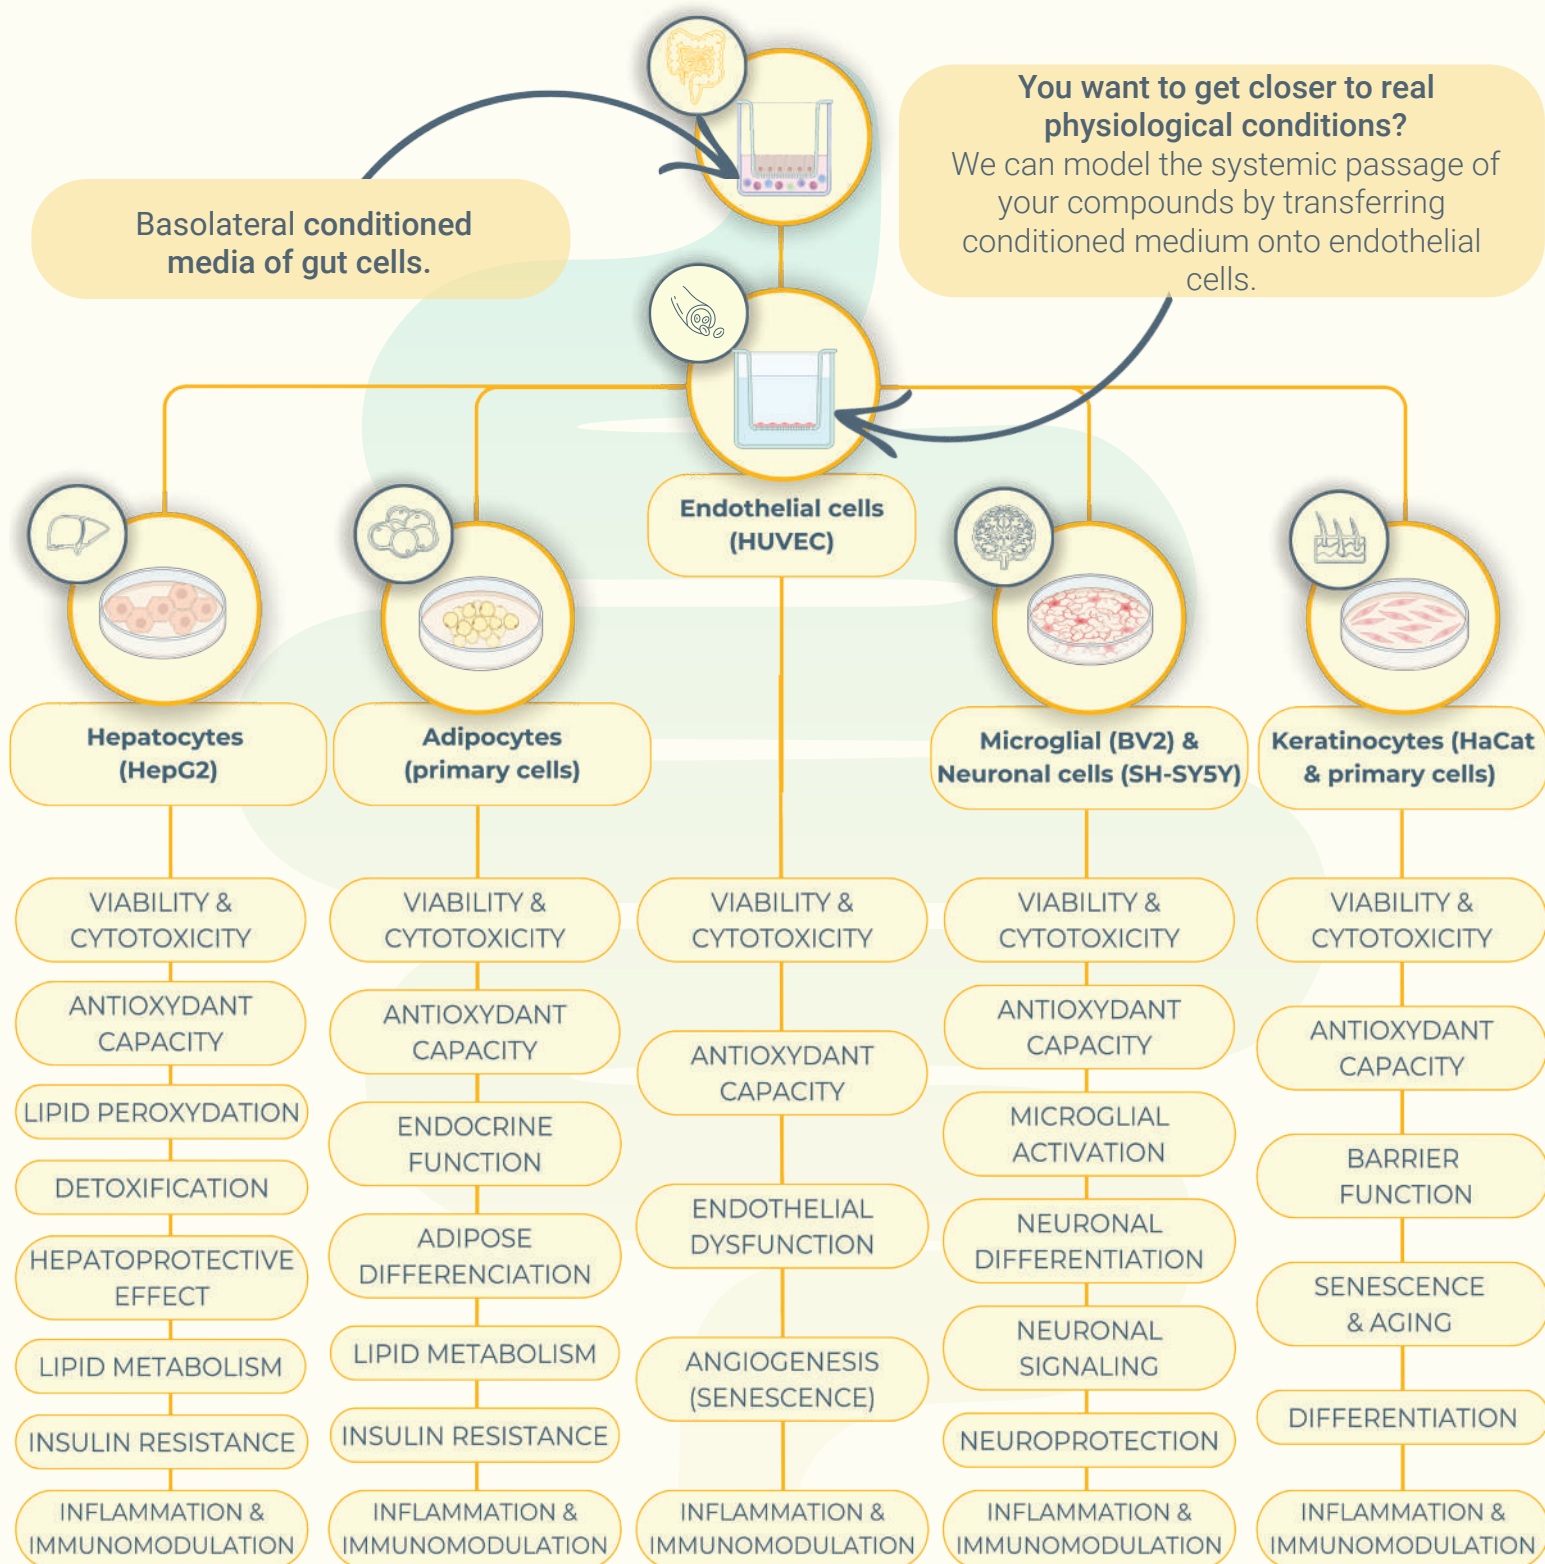 You want to get closer to real
physiological conditions?
We can model the systemic passage of
your compounds by transferring
conditioned medium onto endothelial
cells.
Basolateral conditioned
media of gut cells.
Endothelial cells
(HUVEC)
Hepatocytes
(HepG2)
Adipocytes
(primary cells)
Microglial (BV2) &
Neuronal cells (SH-SY5Y)
Keratinocytes (HaCat
& primary cells)
VIABILITY &
CYTOTOXICITY
ANTIOXYDANT
CAPACITY
LIPID PEROXYDATION
DETOXIFICATION
HEPATOPROTECTIVE
EFFECT
LIPID METABOLISM
INSULIN RESISTANCE
INFLAMMATION &
IMMUNOMODULATION
VIABILITY &
CYTOTOXICITY
ANTIOXYDANT
CAPACITY
ENDOCRINE
FUNCTION
ADIPOSE
DIFFERENCIATION
LIPID METABOLISM
INSULIN RESISTANCE
INFLAMMATION &
IMMUNOMODULATION
VIABILITY &
CYTOTOXICITY
ANTIOXYDANT
CAPACITY
ENDOTHELIAL
DYSFUNCTION
ANGIOGENESIS
(SENESCENCE)
INFLAMMATION &
IMMUNOMODULATION
VIABILITY &
CYTOTOXICITY
ANTIOXYDANT
CAPACITY
MICROGLIAL
ACTIVATION
NEURONAL
DIFFERENTIATION
NEURONAL
SIGNALING
NEUROPROTECTION
INFLAMMATION &
IMMUNOMODULATION
VIABILITY &
CYTOTOXICITY
ANTIOXYDANT
CAPACITY
BARRIER
FUNCTION
SENESCENCE
& AGING
DIFFERENTIATION
INFLAMMATION &
IMMUNOMODULATION